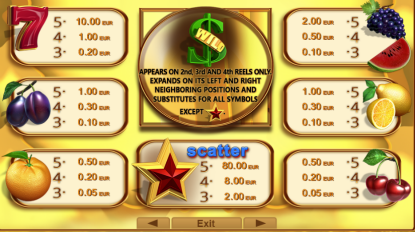 5- 10.00 EUR
4- 1.00 EUR
3- 0.20 EUR
WILD
APPEARS ON 2nd, 3rd AND 4th REELS ONLY
EXPANDS ON ITS LEFT AND RIGHT
NEIGHBORING POSITIONS AND
SUBSTITUTES FOR ALL SYMBOLS
EXCEPT
2.00 EUR -5
0.50 EUR -4
0.10 EUR -3
5- 1.00 EUR
4- 0.30 EUR
3- 0.10 EUR
1.00 EUR -5
0.30 EUR -4
0.10 EUR -3
5- 0.50 EUR
4- 0.20 EUR
3- 0.05 EUR
scatter
5- 80.00 EUR
4- 8.00 EUR
3- 2.00 EUR
0.50 EUR -5
0.20 EUR -4
0.05 EUR -3
Exit